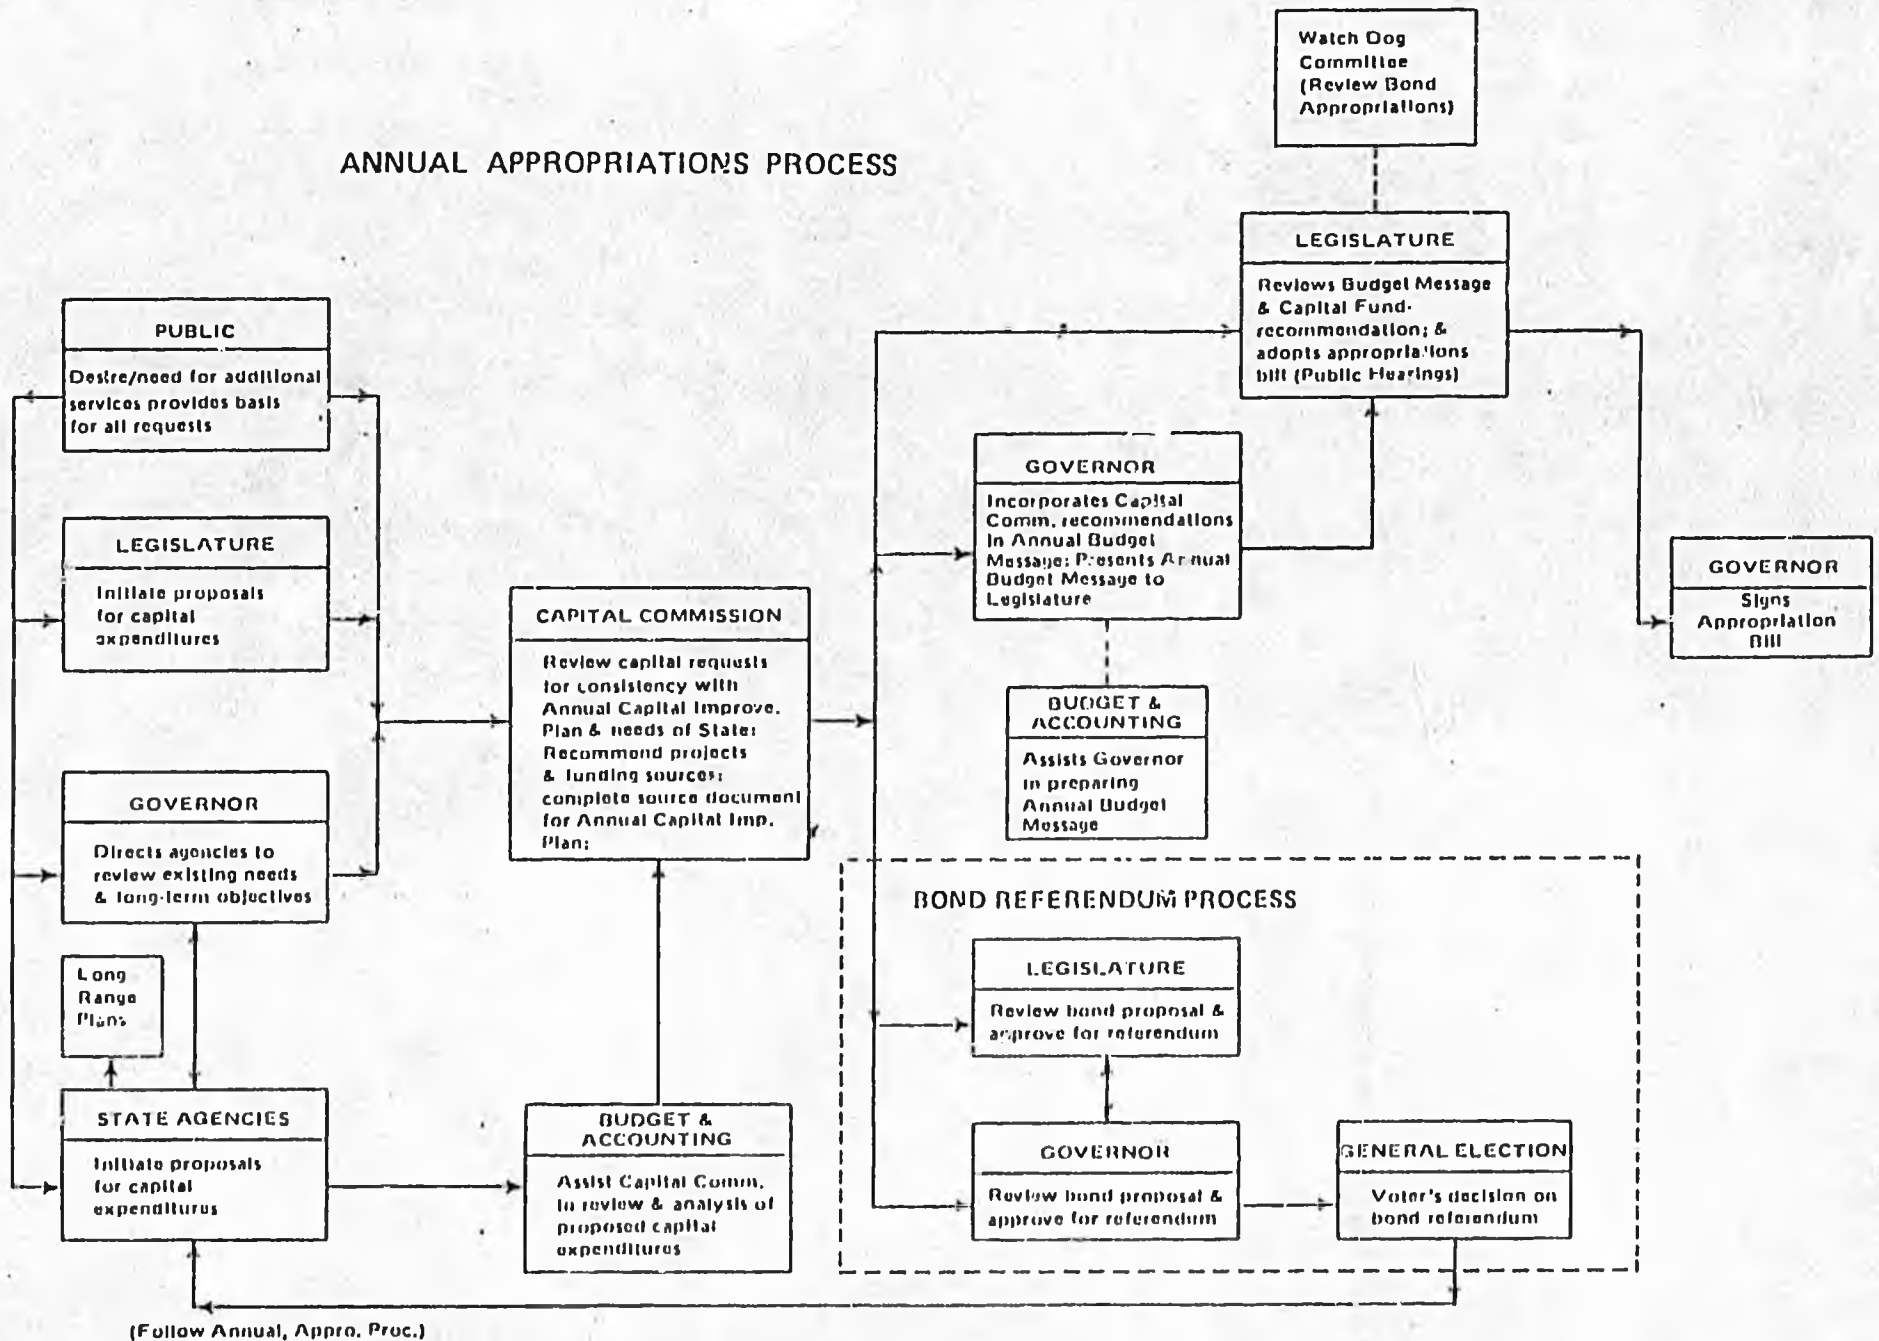 Watch Dog
Committee
(Review Bond
Appropriations)
ANNUAL APPROPRIATIONS PROCESS
LEGISLATURE
Reviews Budget Message
& Capital Fund-
recommendation; &
adopts appropriations
bill (Public Hearings)
PUBLIC
Desire/need for additional
services provides basis
for all requests
LEGISLATURE
Initiate proposals
for capital
expenditures
GOVERNOR
Directs agencies to
review existing needs
& long-term objectives
Long
Range
Plans
STATE AGENCIES
Initiate proposals
for capital
expenditures
CAPITAL COMMISSION
Review capital requests
for consistency with
Annual Capital Improve.
Plan & needs of State;
Recommend projects
& funding sources;
complete source document
for Annual Capital Imp.
Plan;
BUDGET &
ACCOUNTING
Assist Capital Comm.
in review & analysis of
proposed capital
expenditures
GOVERNOR
Incorporates Capital
Comm. recommendations
In Annual Budget
Message; Presents Annual
Budget Message to
Legislature
BUDGET &
ACCOUNTING
Assists Governor
in preparing
Annual Budget
Message
GOVERNOR
Signs
Appropriation
Bill
BOND REFERENDUM PROCESS
LEGISLATURE
Review bond proposal &
approve for referendum
GOVERNOR
Review bond proposal &
approve for referendum
GENERAL ELECTION
Voter's decision on
bond referendum
(Follow Annual, Appro. Proc.)